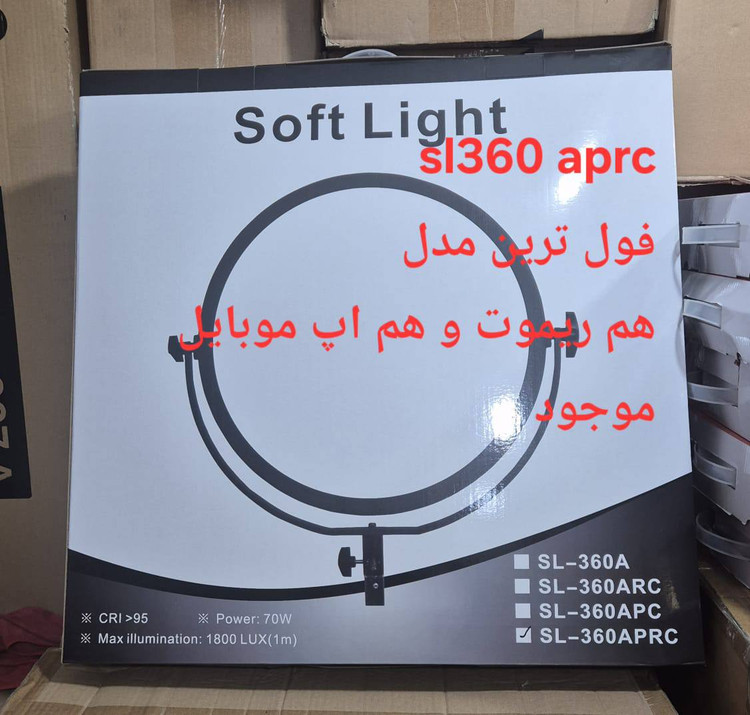 Soft Light
sl360 aprc
فول ترین مدل
هم ریموت و هم اپ موبایل
موجود
SL-360A
SL-360ARC
SL-360APC
SL-360APRC
※ CRI >95 ※ Power: 70W
※ Max illumination: 1800 LUX(1m)